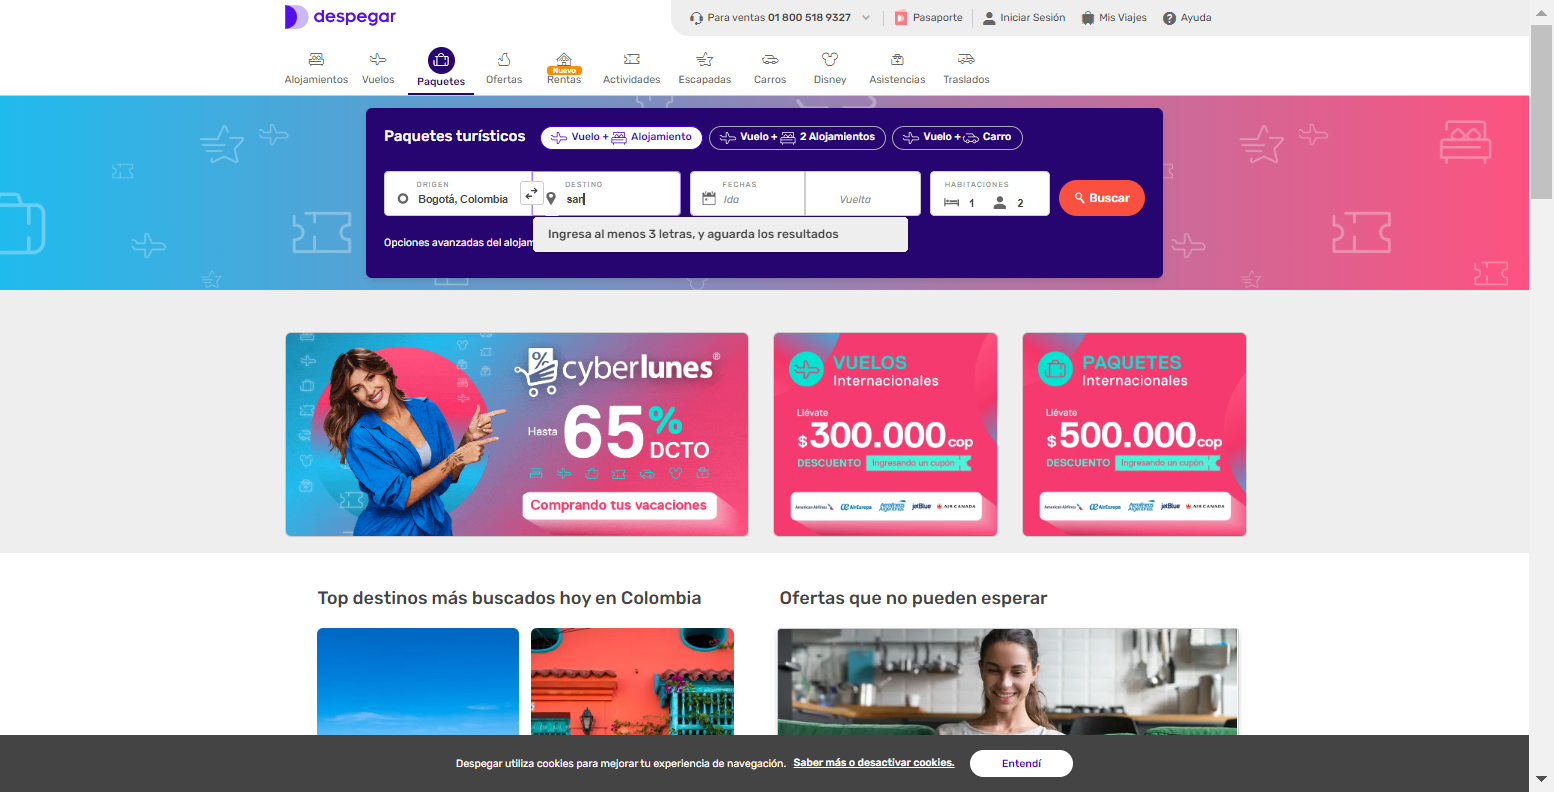 despegar
Para ventas 01 800 518 9327
Pasaporte
Iniciar Sesión
Mis Viajes
Ayuda
Alojamientos
Vuelos
Paquetes
Ofertas
Nuevo
Rentas
Actividades
Escapadas
Carros
Disney
Asistencias
Traslados
Paquetes turísticos
Vuelo + Alojamiento
Vuelo + 2 Alojamientos
Vuelo + Carro
ORIGEN
Bogotá, Colombia
DESTINO
san
FECHAS
Ida
Vuelta
HABITACIONES
1
2
Buscar
Opciones avanzadas del alojam
Ingresa al menos 3 letras, y aguarda los resultados
cyberlunes®
Hasta 65% DCTO
Comprando tus vacaciones
VUELOS
Internacionales
Llévate
$300.000 cop
DESCUENTO Ingresando un cupón
American Airlines AirEuropa Aerolíneas Argentinas jetBlue AIR CANADA
PAQUETES
Internacionales
Llévate
$500.000 cop
DESCUENTO Ingresando un cupón
American Airlines AirEuropa Aerolíneas Argentinas jetBlue AIR CANADA
Top destinos más buscados hoy en Colombia
Ofertas que no pueden esperar
Despegar utiliza cookies para mejorar tu experiencia de navegación. Saber más o desactivar cookies.
Entendí